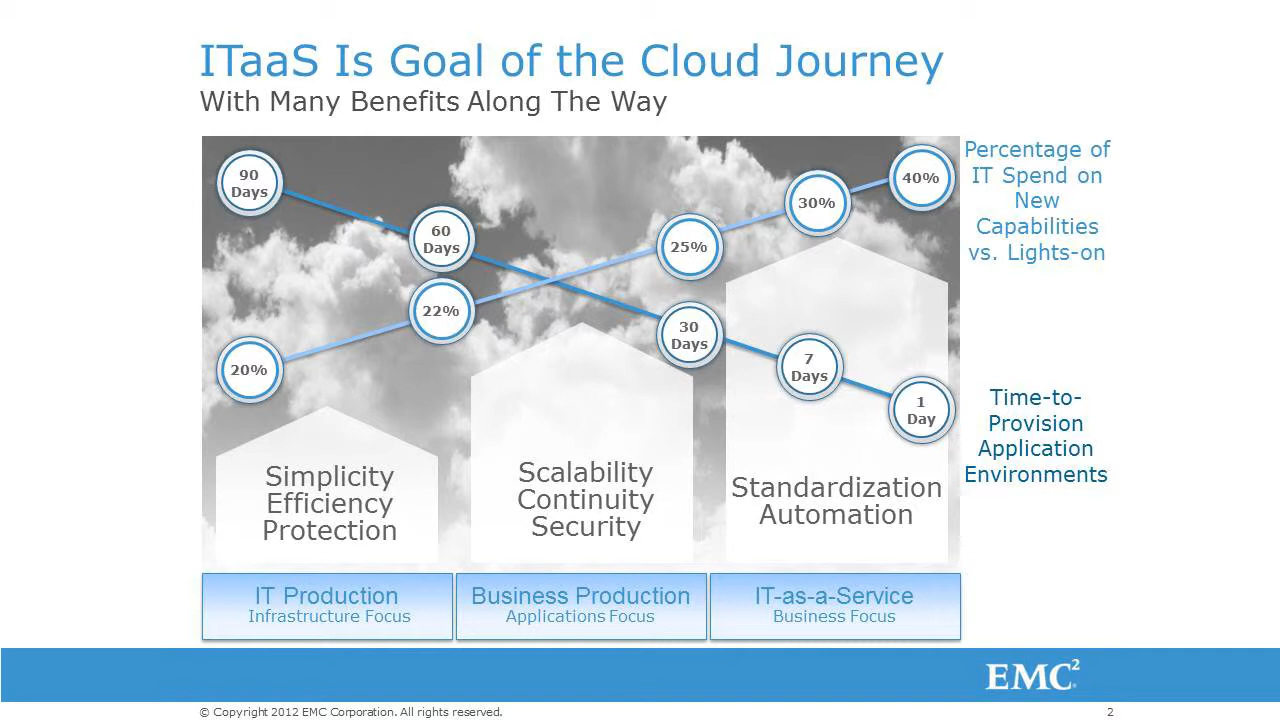 ITaaS Is Goal of the Cloud Journey
With Many Benefits Along The Way
90
Days
60
Days
22%
20%
25%
30
Days
30%
40%
7
Days
1
Day
Percentage of
IT Spend on
New
Capabilities
vs. Lights-on
Time-to-
Provision
Application
Environments
Simplicity
Efficiency
Protection
Scalability
Continuity
Security
Standardization
Automation
IT Production
Infrastructure Focus
Business Production
Applications Focus
IT-as-a-Service
Business Focus
EMC²
© Copyright 2012 EMC Corporation. All rights reserved.
2